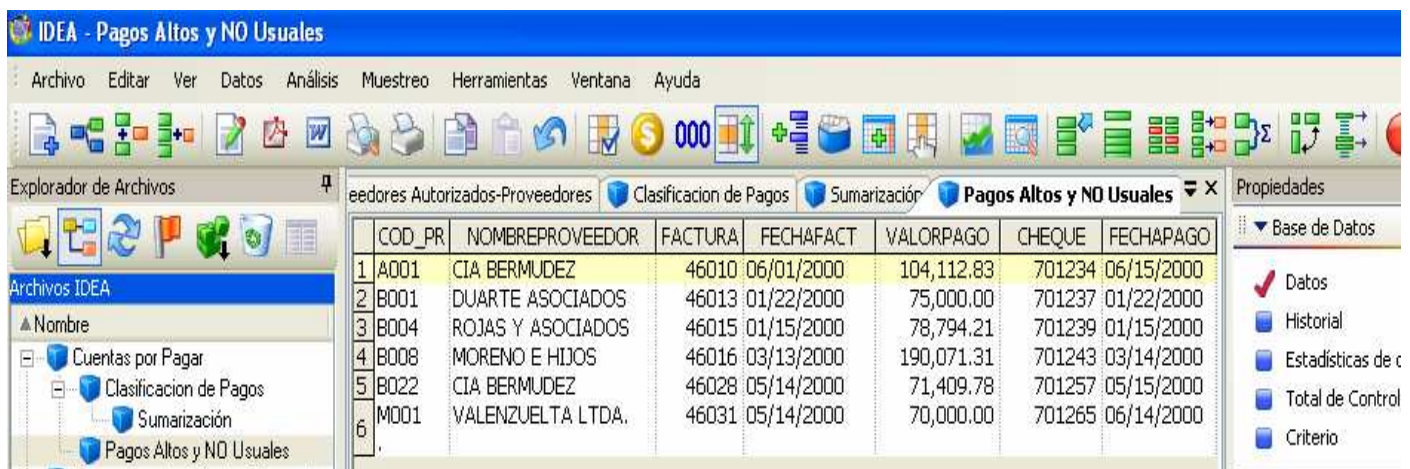 IDEA - Pagos Altos y NO Usuales
Archivo Editar Ver Datos Análisis Muestreo Herramientas Ventana Ayuda
000
Explorador de Archivos
eedores Autorizados-Proveedores Clasificacion de Pagos Sumarización Pagos Altos y NO Usuales
Propiedades
Base de Datos
Datos
Historial
Estadísticas de c
Total de Control
Criterio
Archivos IDEA
Nombre
Cuentas por Pagar
Clasificacion de Pagos
Sumarización
Pagos Altos y NO Usuales
COD_PR NOMBREPROVEEDOR FACTURA FECHAFACT VALORPAGO CHEQUE FECHAPAGO
1 A001 CIA BERMUDEZ 46010 06/01/2000 104,112.83 701234 06/15/2000
2 B001 DUARTE ASOCIADOS 46013 01/22/2000 75,000.00 701237 01/22/2000
3 B004 ROJAS Y ASOCIADOS 46015 01/15/2000 78,794.21 701239 01/15/2000
4 B008 MORENO E HIJOS 46016 03/13/2000 190,071.31 701243 03/14/2000
5 B022 CIA BERMUDEZ 46028 05/14/2000 71,409.78 701257 05/15/2000
6 M001 VALENZUELTA LTDA. 46031 05/14/2000 70,000.00 701265 06/14/2000